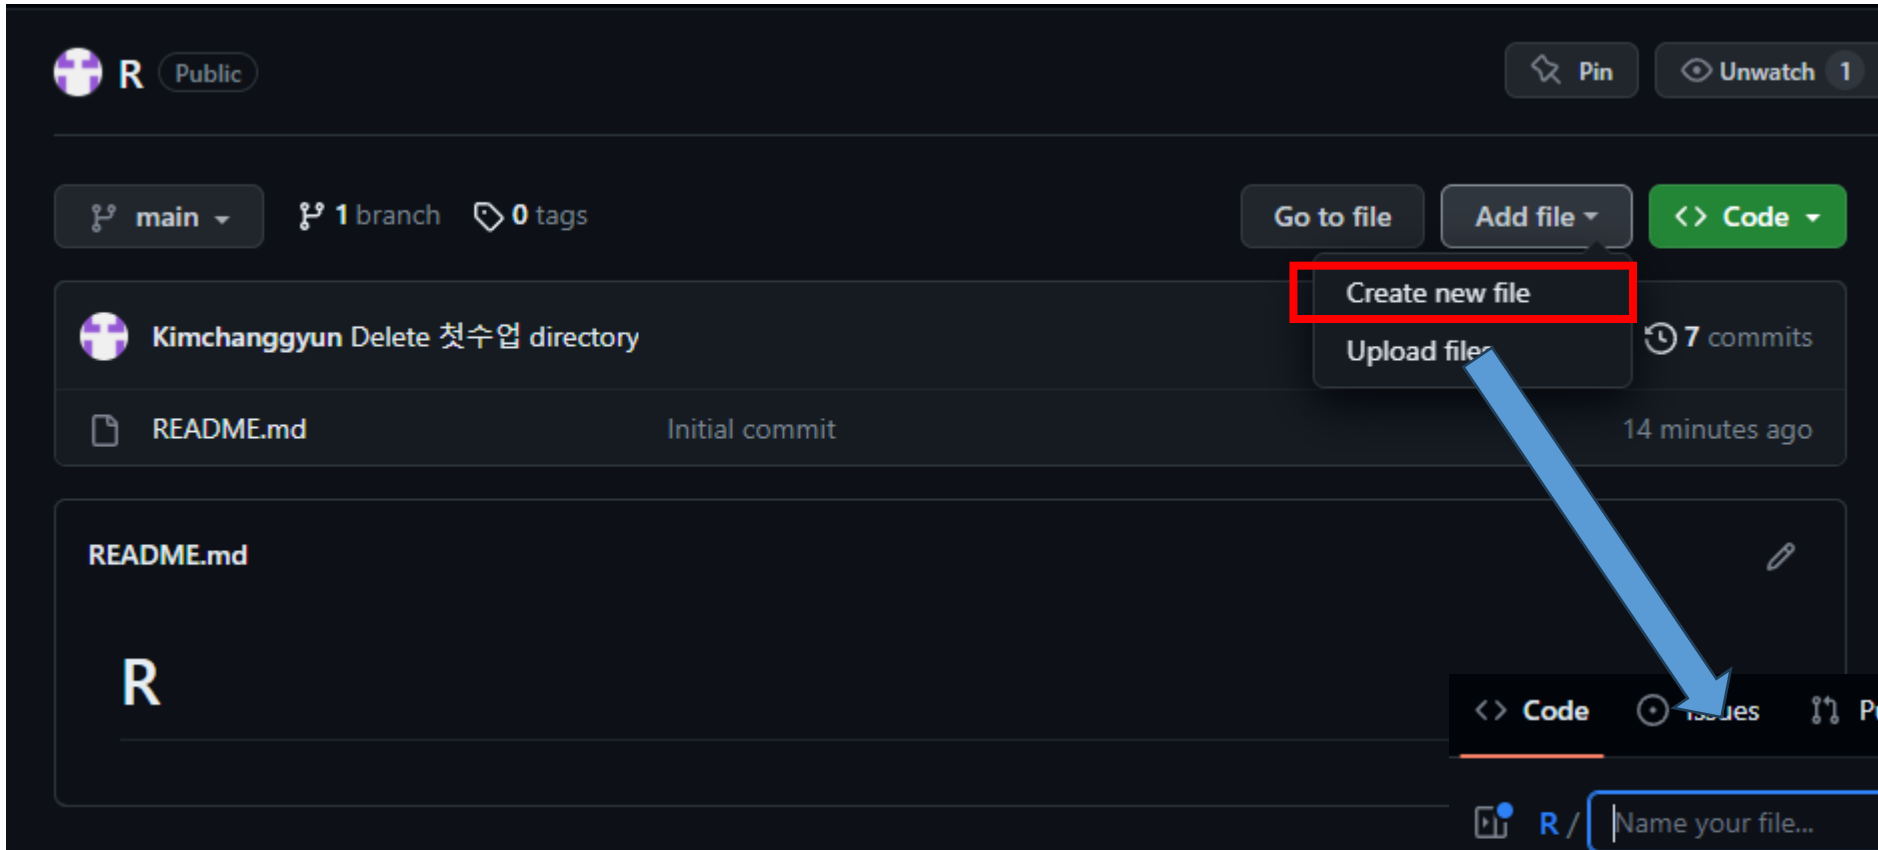 R Public
Pin
Unwatch 1
main
1 branch
0 tags
Go to file
Add file
Code
Create new file
Upload files
Kimchanggyun Delete 첫수업 directory
7 commits
README.md
Initial commit
14 minutes ago
README.md
R
Code
Issues
R /
Name your file...